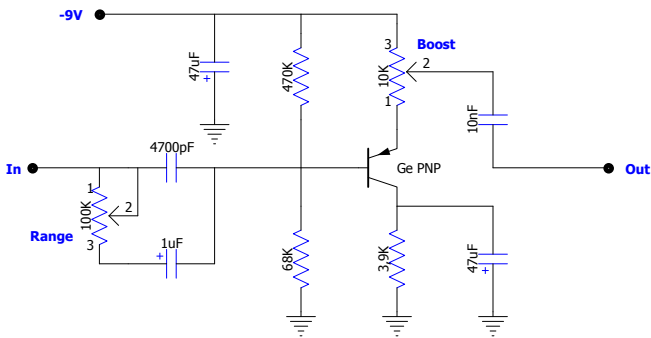 -9V
47uF
+
470K
3
10K
1
2
Boost
10nF
4700pF
In
Ge PNP
Out
1
100K
2
3
Range
1uF
+
68K
3.9K
47uF
+